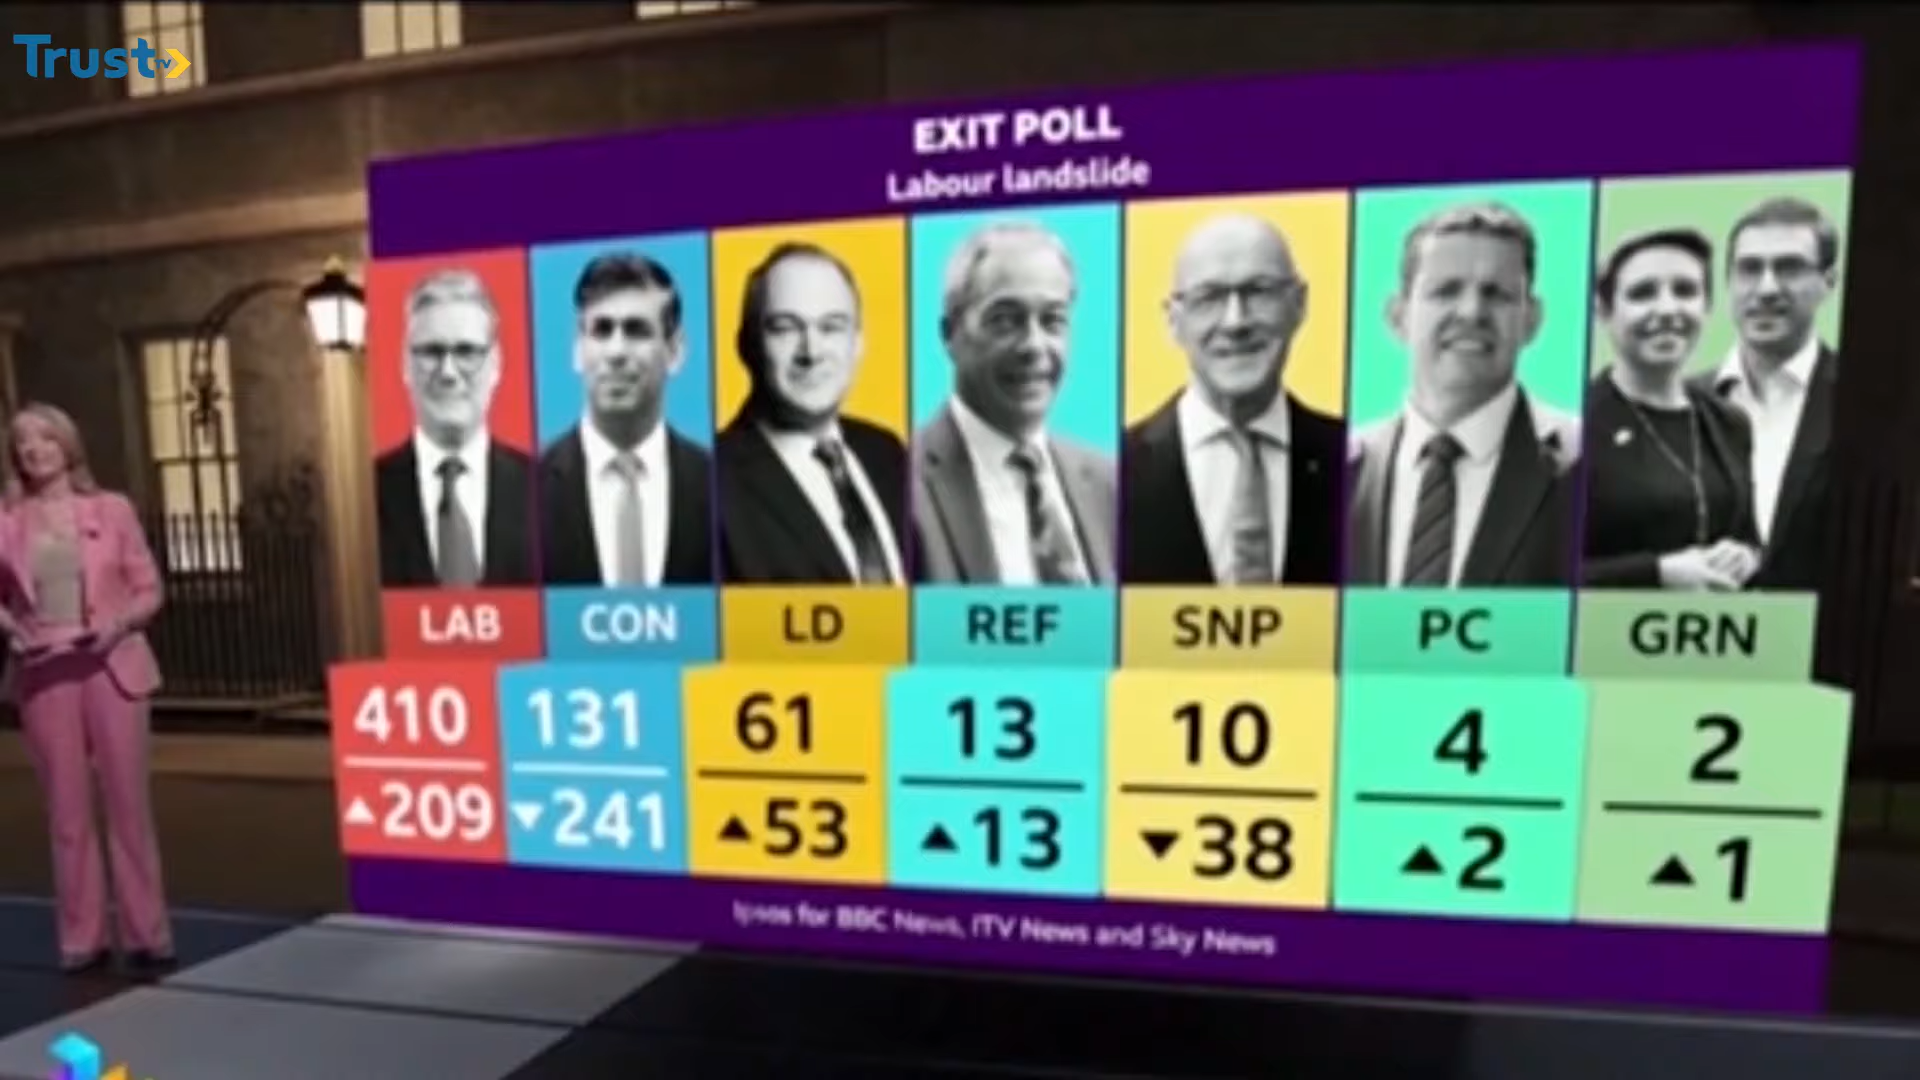 Trust tv
EXIT POLL
Labour landslide
LAB CON LD REF SNP PC GRN
410 131 61 13 10 4 2
▲209 ▼241 ▲53 ▲13 ▼38 ▲2 ▲1
Ipsos for BBC News, ITV News and Sky News